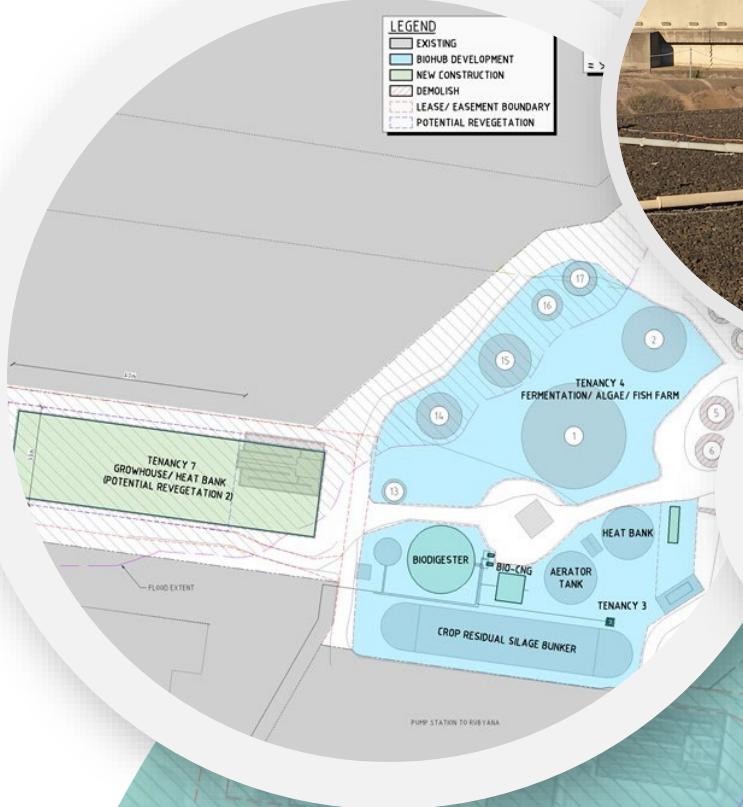 LEGEND
EXISTING
BIOHUB DEVELOPMENT
NEW CONSTRUCTION
DEMOLISH
LEASE/ EASEMENT BOUNDARY
POTENTIAL REVEGETATION
17
16
2
15
TENANCY 4
FERMENTATION/ ALGAE/ FISH FARM
14
1
5
6
TENANCY 7
GROWHOUSE/ HEAT BANK
(POTENTIAL REVEGETATION 2)
13
HEAT BANK
BIODIGESTER
BIO-CNG
AERATOR
TANK
FLOOD EXTENT
TENANCY 3
CROP RESIDUAL SILAGE BUNKER
PUMP STATION TO RUBYANA